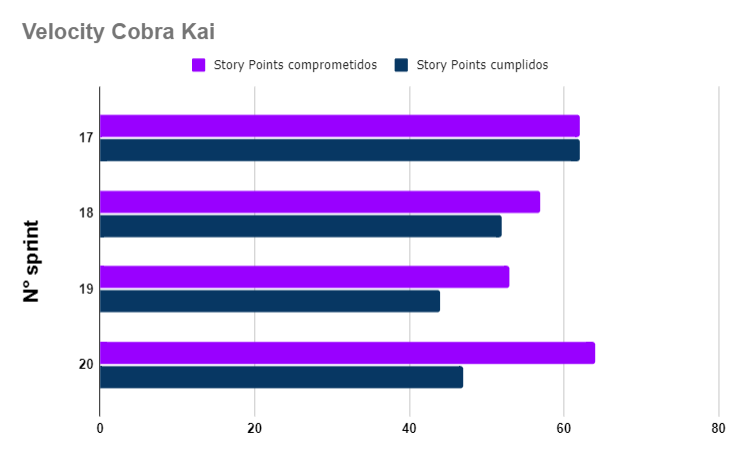 Velocity Cobra Kai
Story Points comprometidos Story Points cumplidos
N° sprint
17
18
19
20
0 20 40 60 80